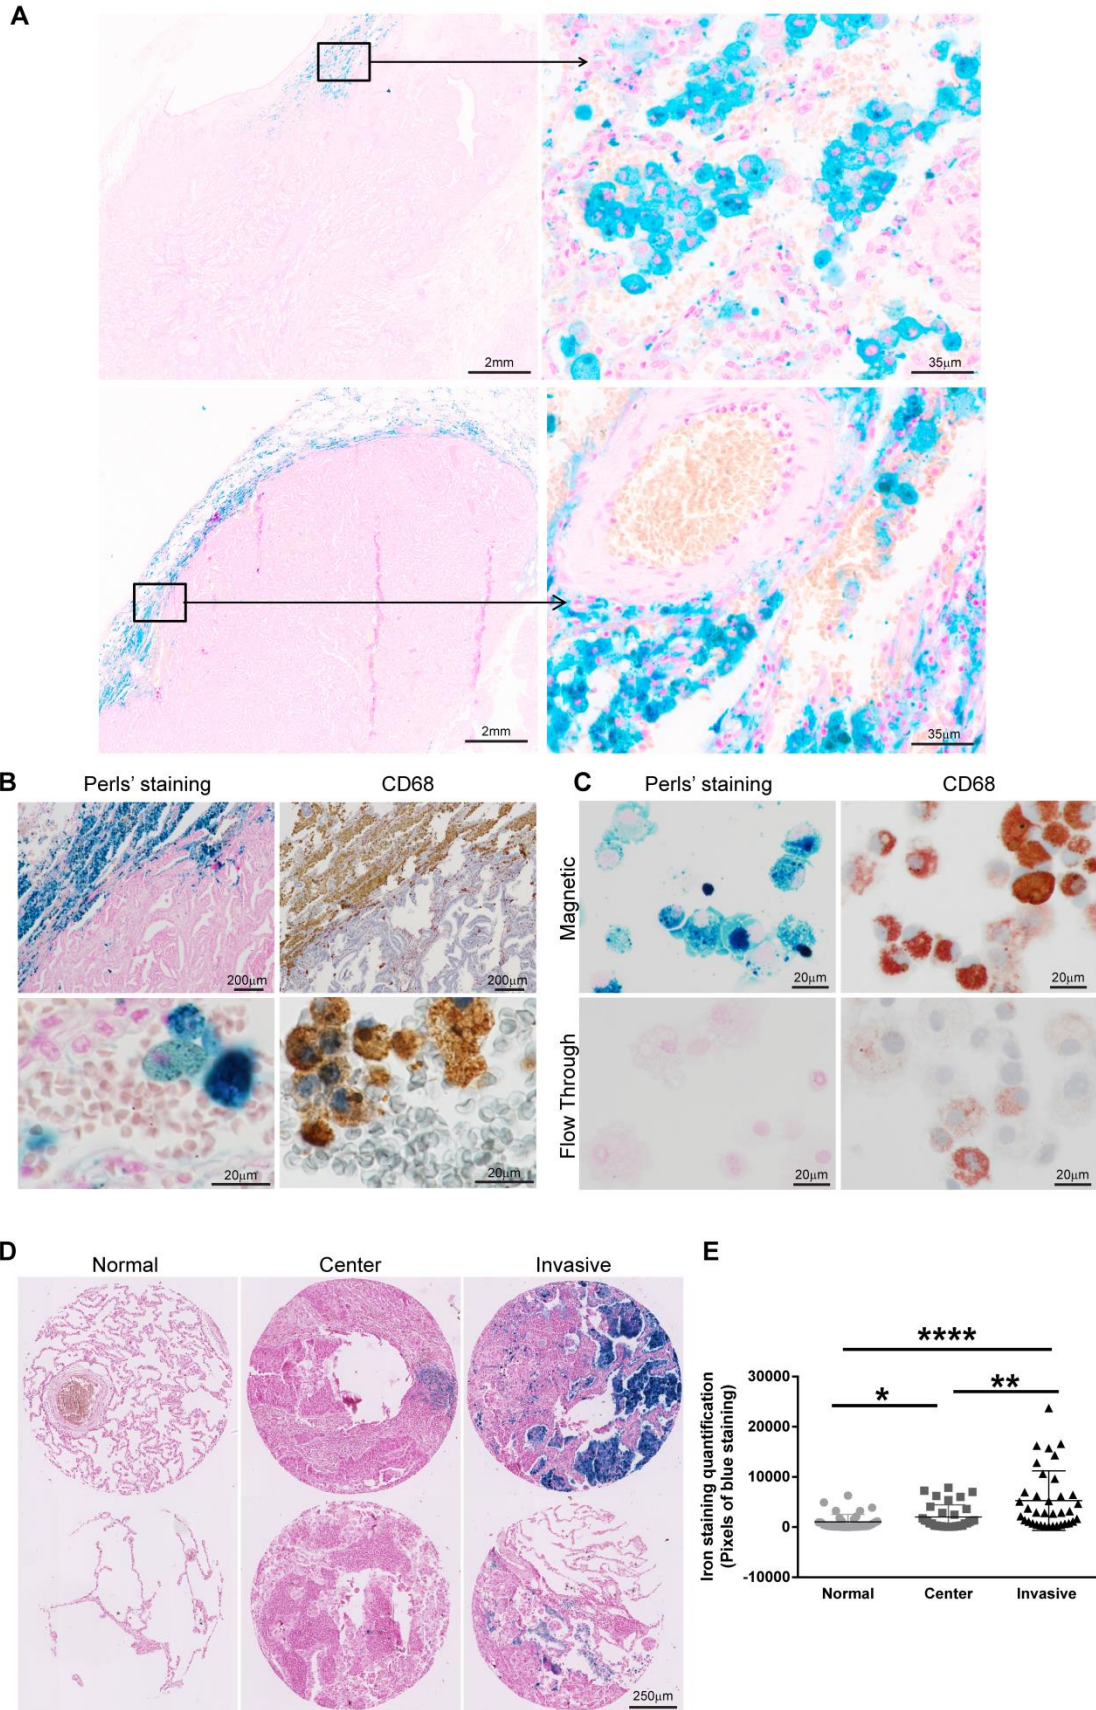 A
2mm
35μm
2mm
35μm
B
Perls’ staining
CD68
200μm
200μm
20μm
20μm
C
Perls’ staining
CD68
Magnetic
20μm
20μm
Flow Through
20μm
20μm
D
Normal
Center
Invasive
250μm
E
****
*
**
Iron staining quantification
(Pixels of blue staining)
30000
20000
10000
0
-10000
Normal
Center
Invasive